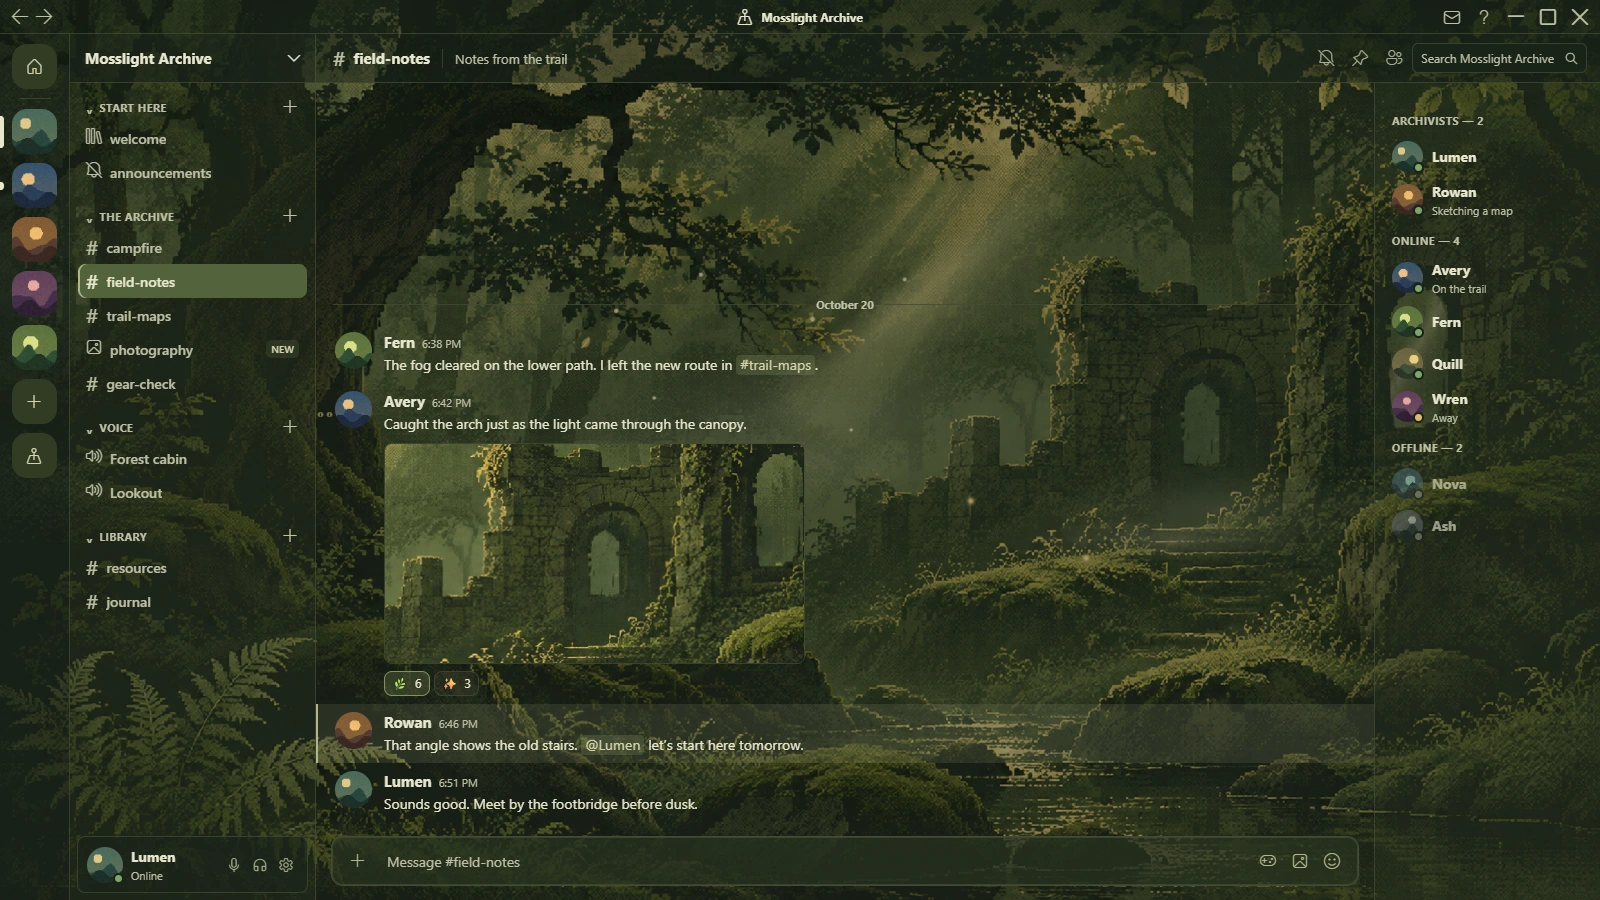 Mosslight Archive
Mosslight Archive
# field-notes
Notes from the trail
Search Mosslight Archive
START HERE
welcome
announcements
THE ARCHIVE
# campfire
# field-notes
# trail-maps
photography NEW
# gear-check
VOICE
Forest cabin
Lookout
LIBRARY
# resources
# journal
Lumen
Online
October 20
Fern 6:38 PM
The fog cleared on the lower path. I left the new route in #trail-maps.
Avery 6:42 PM
Caught the arch just as the light came through the canopy.
6 3
Rowan 6:46 PM
That angle shows the old stairs. @Lumen let's start here tomorrow.
Lumen 6:51 PM
Sounds good. Meet by the footbridge before dusk.
Message #field-notes
ARCHIVISTS — 2
Lumen
Rowan
Sketching a map
ONLINE — 4
Avery
On the trail
Fern
Quill
Wren
Away
OFFLINE — 2
Nova
Ash